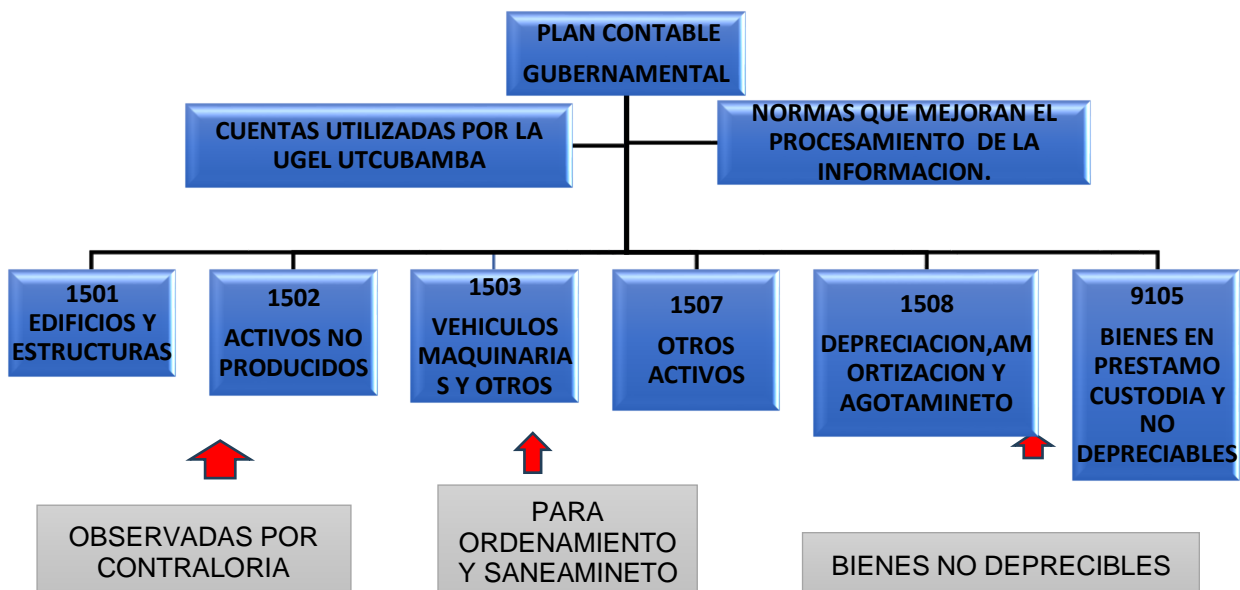 PLAN CONTABLE
GUBERNAMENTAL
CUENTAS UTILIZADAS POR LA
UGEL UTCUBAMBA
NORMAS QUE MEJORAN EL
PROCESAMIENTO DE LA
INFORMACION.
1501
EDIFICIOS Y
ESTRUCTURAS
1502
ACTIVOS NO
PRODUCIDOS
1503
VEHICULOS
MAQUINARIA
S Y OTROS
1507
OTROS
ACTIVOS
1508
DEPRECIACION,AM
ORTIZACION Y
AGOTAMINETO
9105
BIENES EN
PRESTAMO
CUSTODIA Y
NO
DEPRECIABLES
OBSERVADAS POR
CONTRALORIA
PARA
ORDENAMIENTO
Y SANEAMINETO
BIENES NO DEPRECIBLES